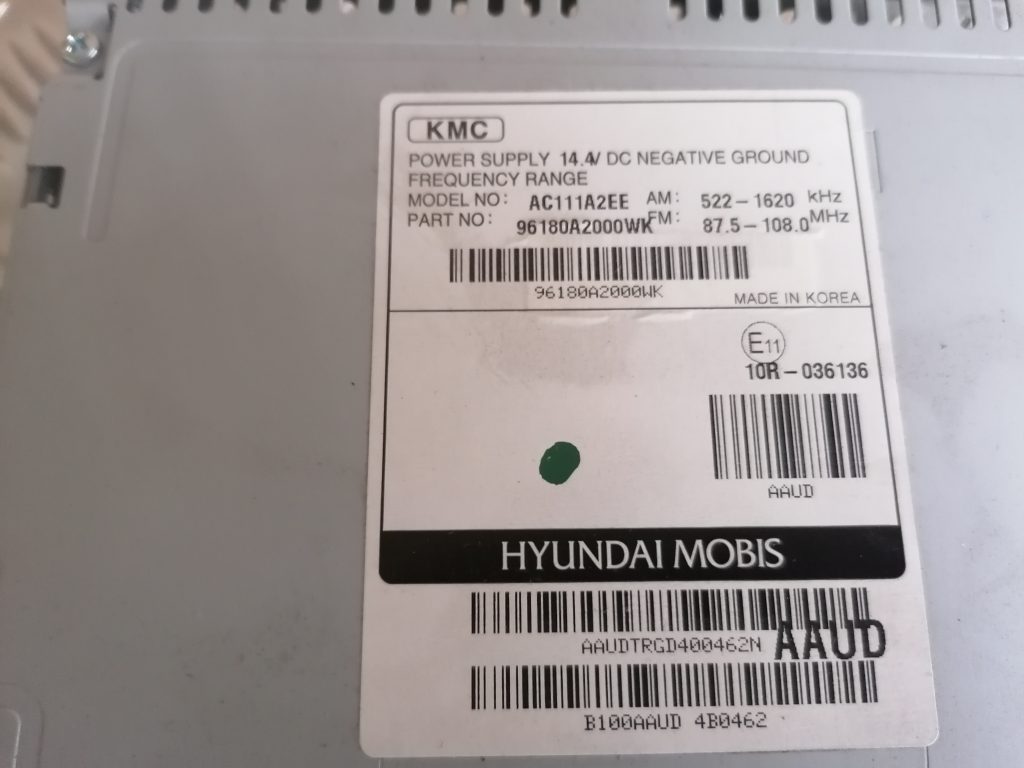 KMC
POWER SUPPLY 14.4V DC NEGATIVE GROUND
FREQUENCY RANGE
MODEL NO: AC111A2EE AM: 522-1620 kHz
PART NO: 96180A2000WK FM: 87.5-108.0 MHz
96180A2000WK
MADE IN KOREA
E11
10R-036136
AAUD
HYUNDAI MOBIS
AAUDTRGD400462N AAUD
B100AAUD 4B0462